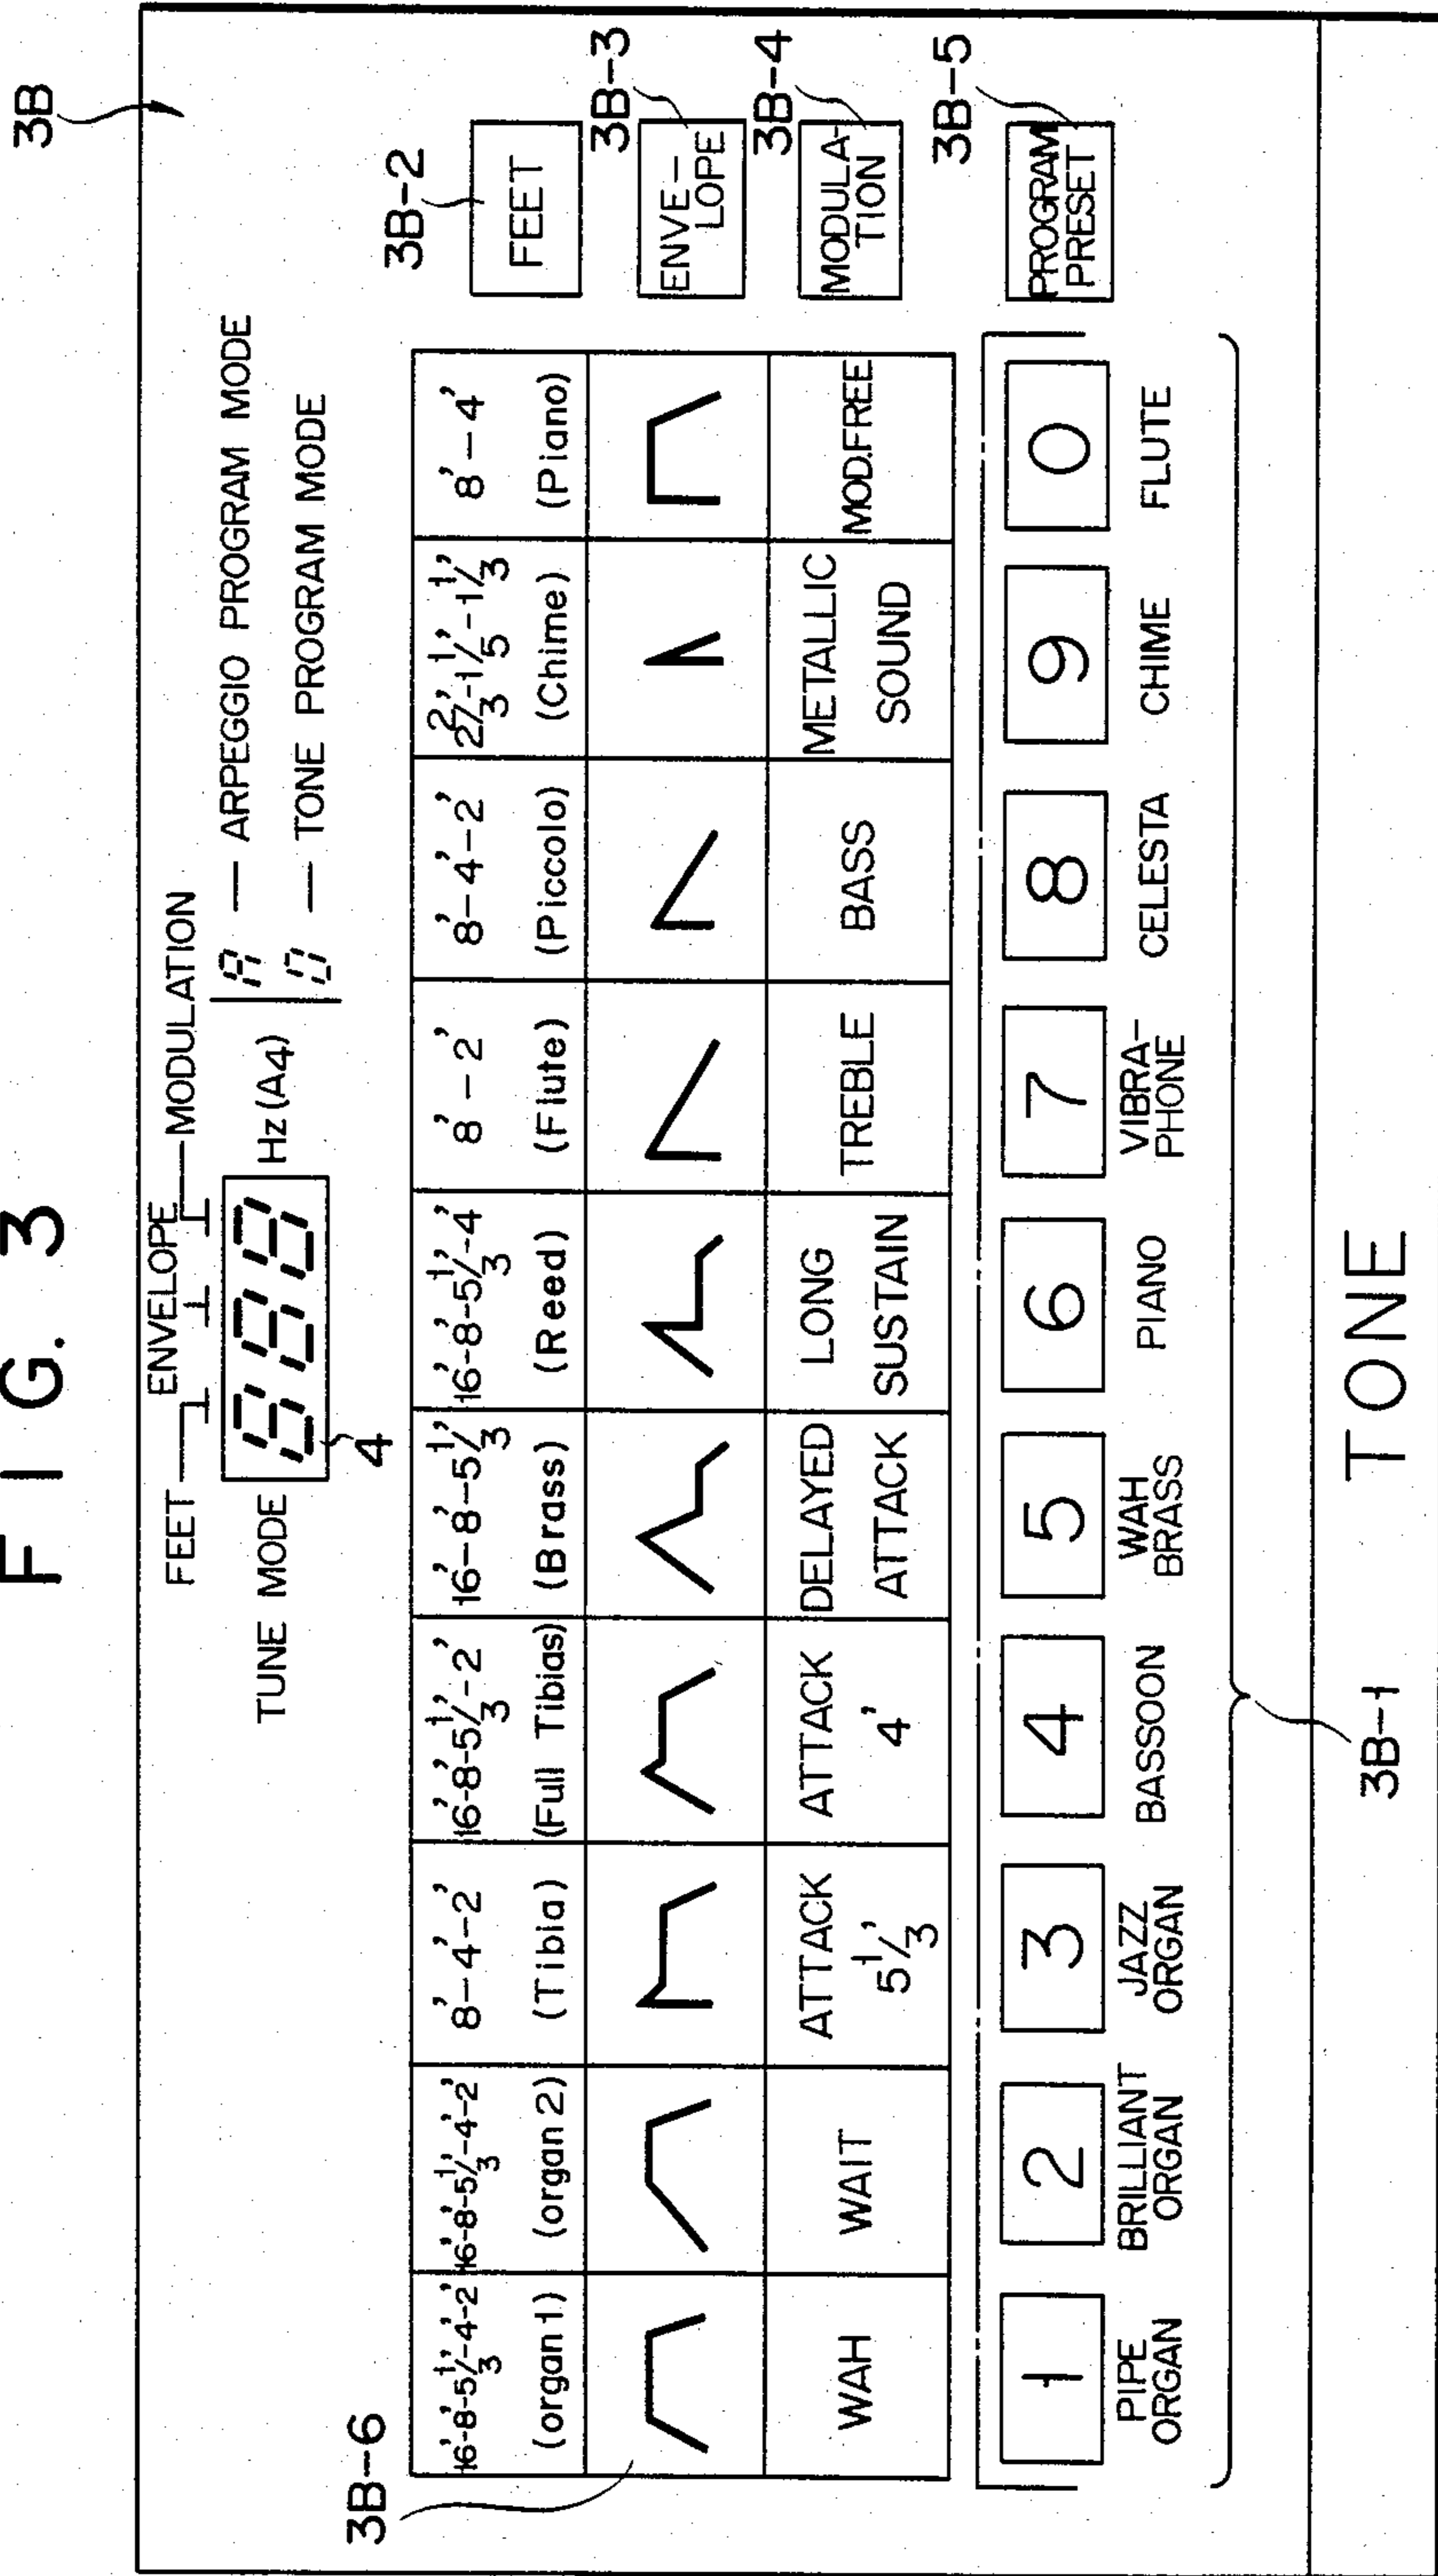 FIG. 3
3B
FEET
ENVELOPE
MODULATION
TUNE MODE
888
Hz (A4)
A — ARPEGGIO PROGRAM MODE
0 — TONE PROGRAM MODE
4
3B-6
16'-8'-5 1/3'-4'-2'
(organ 1)
16'-8'-5 1/3'-4'-2'
(organ 2)
8'-4'-2'
(Tibia)
16'-8'-5 1/3'-2'
(Full Tibias)
16'-8'-5 1/3'
(Brass)
16'-8'-5 1/3'-4'
(Reed)
8'-2'
(Flute)
8'-4'-2'
(Piccolo)
2 2/3'-1 1/5'-1 1/3'
(Chime)
8'-4'
(Piano)
3B-2
FEET
3B-3
ENVE-
LOPE
WAH
WAIT
ATTACK
5 1/3'
ATTACK
4'
DELAYED
ATTACK
LONG
SUSTAIN
TREBLE
BASS
METALLIC
SOUND
MOD.FREE
3B-4
MODULA-
TION
3B-5
PROGRAM
PRESET
1
2
3
4
5
6
7
8
9
0
PIPE
ORGAN
BRILLIANT
ORGAN
JAZZ
ORGAN
BASSOON
WAH
BRASS
PIANO
VIBRA-
PHONE
CELESTA
CHIME
FLUTE
3B-1
TONE